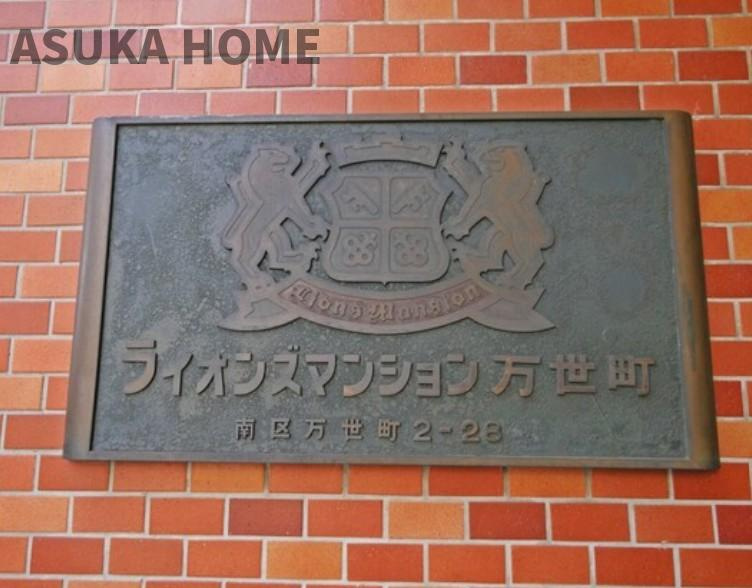 ASUKA HOME
Lions Mansion
ライオンズマンション万世町
南区万世町2-28